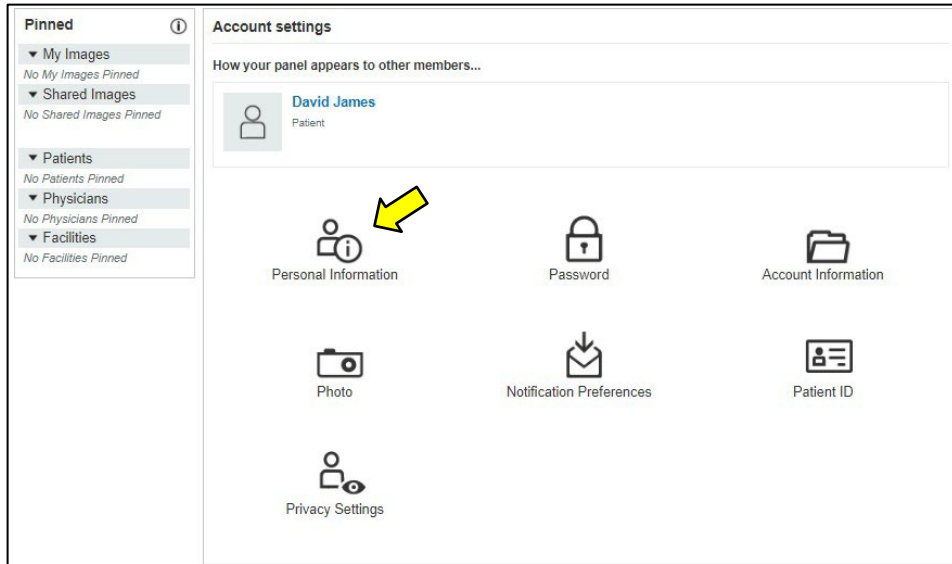 Pinned
▼ My Images
No My Images Pinned
▼ Shared Images
No Shared Images Pinned
▼ Patients
No Patients Pinned
▼ Physicians
No Physicians Pinned
▼ Facilities
No Facilities Pinned
Account settings
How your panel appears to other members...
David James
Patient
Personal Information
Password
Account Information
Photo
Notification Preferences
Patient ID
Privacy Settings